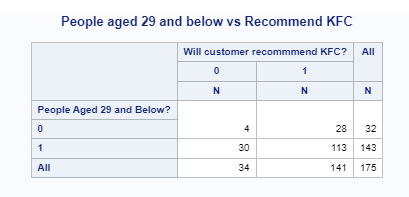 People aged 29 and below vs Recommend KFC
Will customer recommmend KFC? All
0 1
N N N
People Aged 29 and Below?
0 4 28 32
1 30 113 143
All 34 141 175